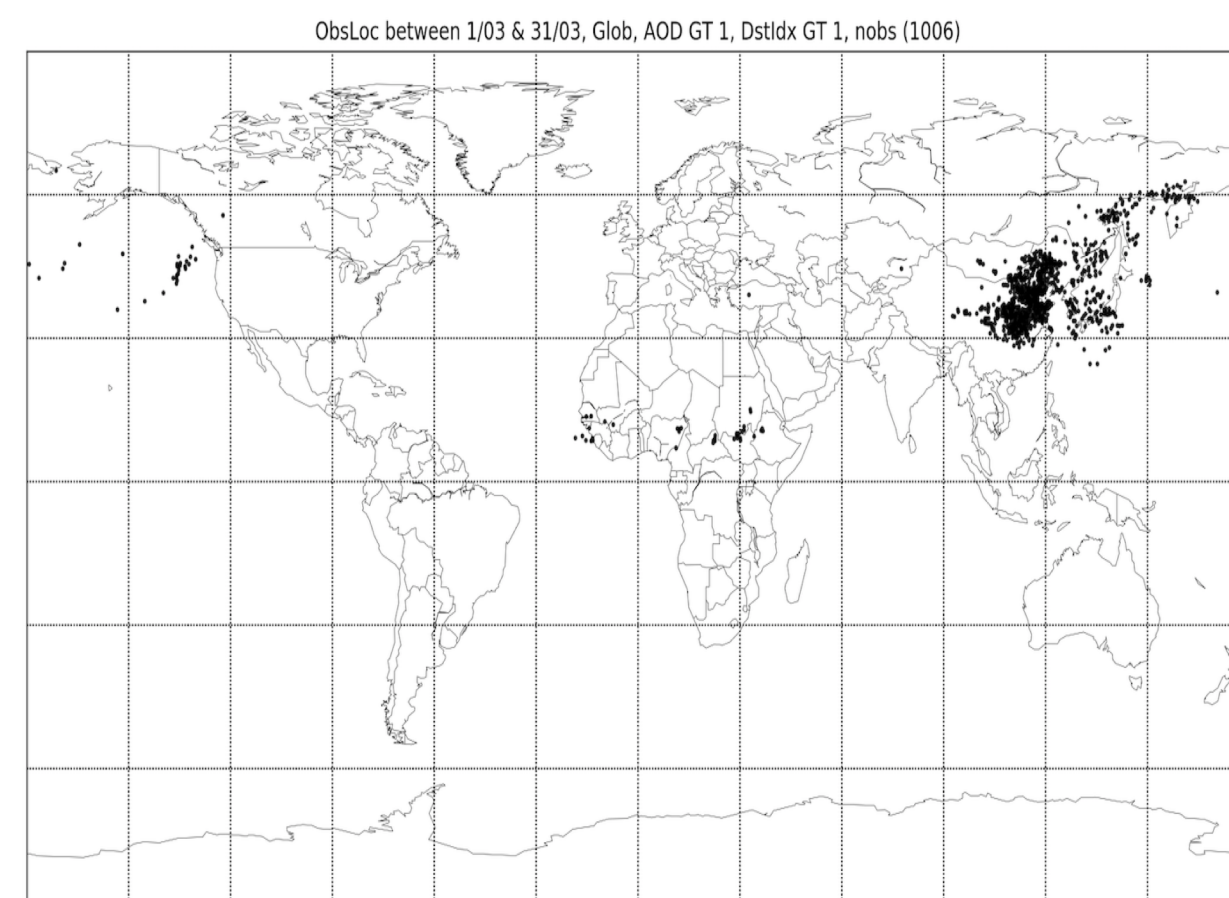 ObsLoc between 1/03 & 31/03, Glob, AOD GT 1, DstIdx GT 1, nobs (1006)